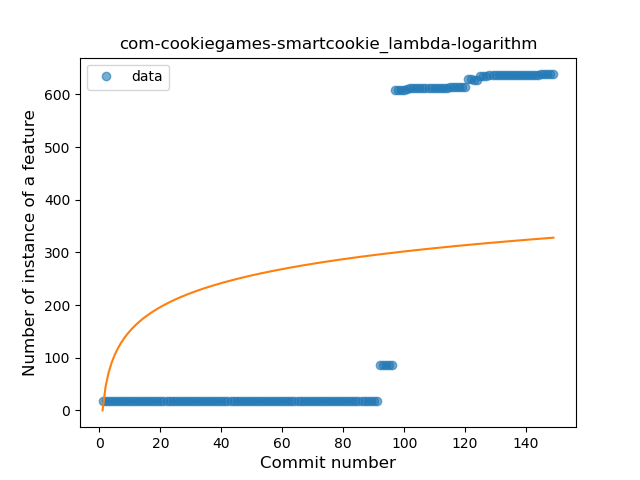 com-cookiegames-smartcookie_lambda-logarithm
data
Number of instance of a feature
600
500
400
300
200
100
0
0 20 40 60 80 100 120 140
Commit number